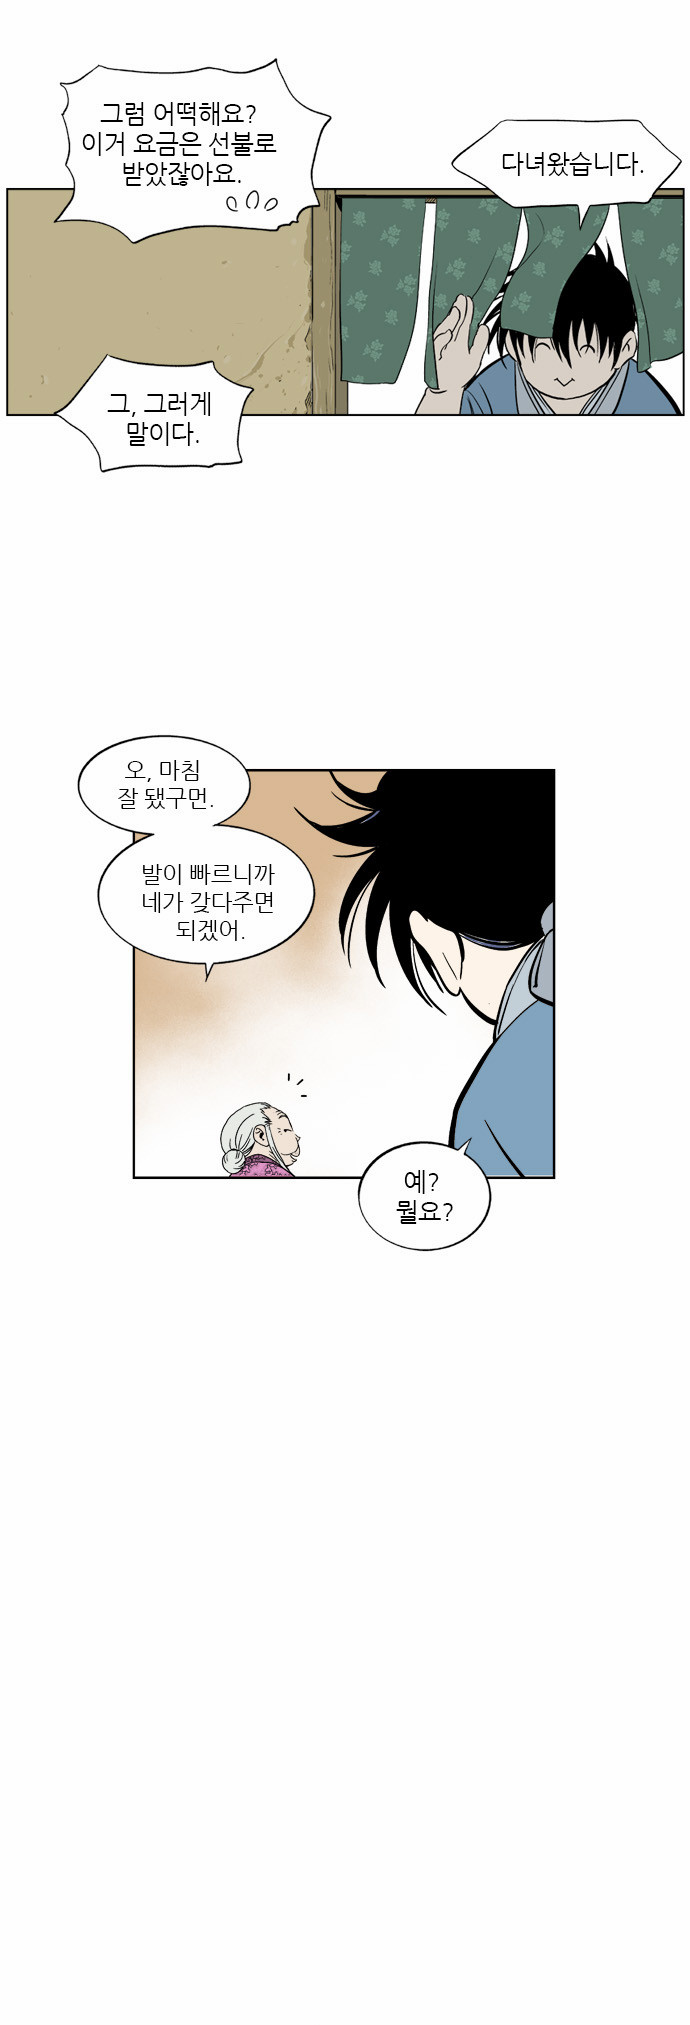 그럼 어떡해요?
이거 요금은 선불로
받았잖아요.
다녀왔습니다.
그, 그러게
말이다.
오, 마침
잘 됐구먼.
발이 빠르니까
네가 갖다주면
되겠어.
예?
뭘요?